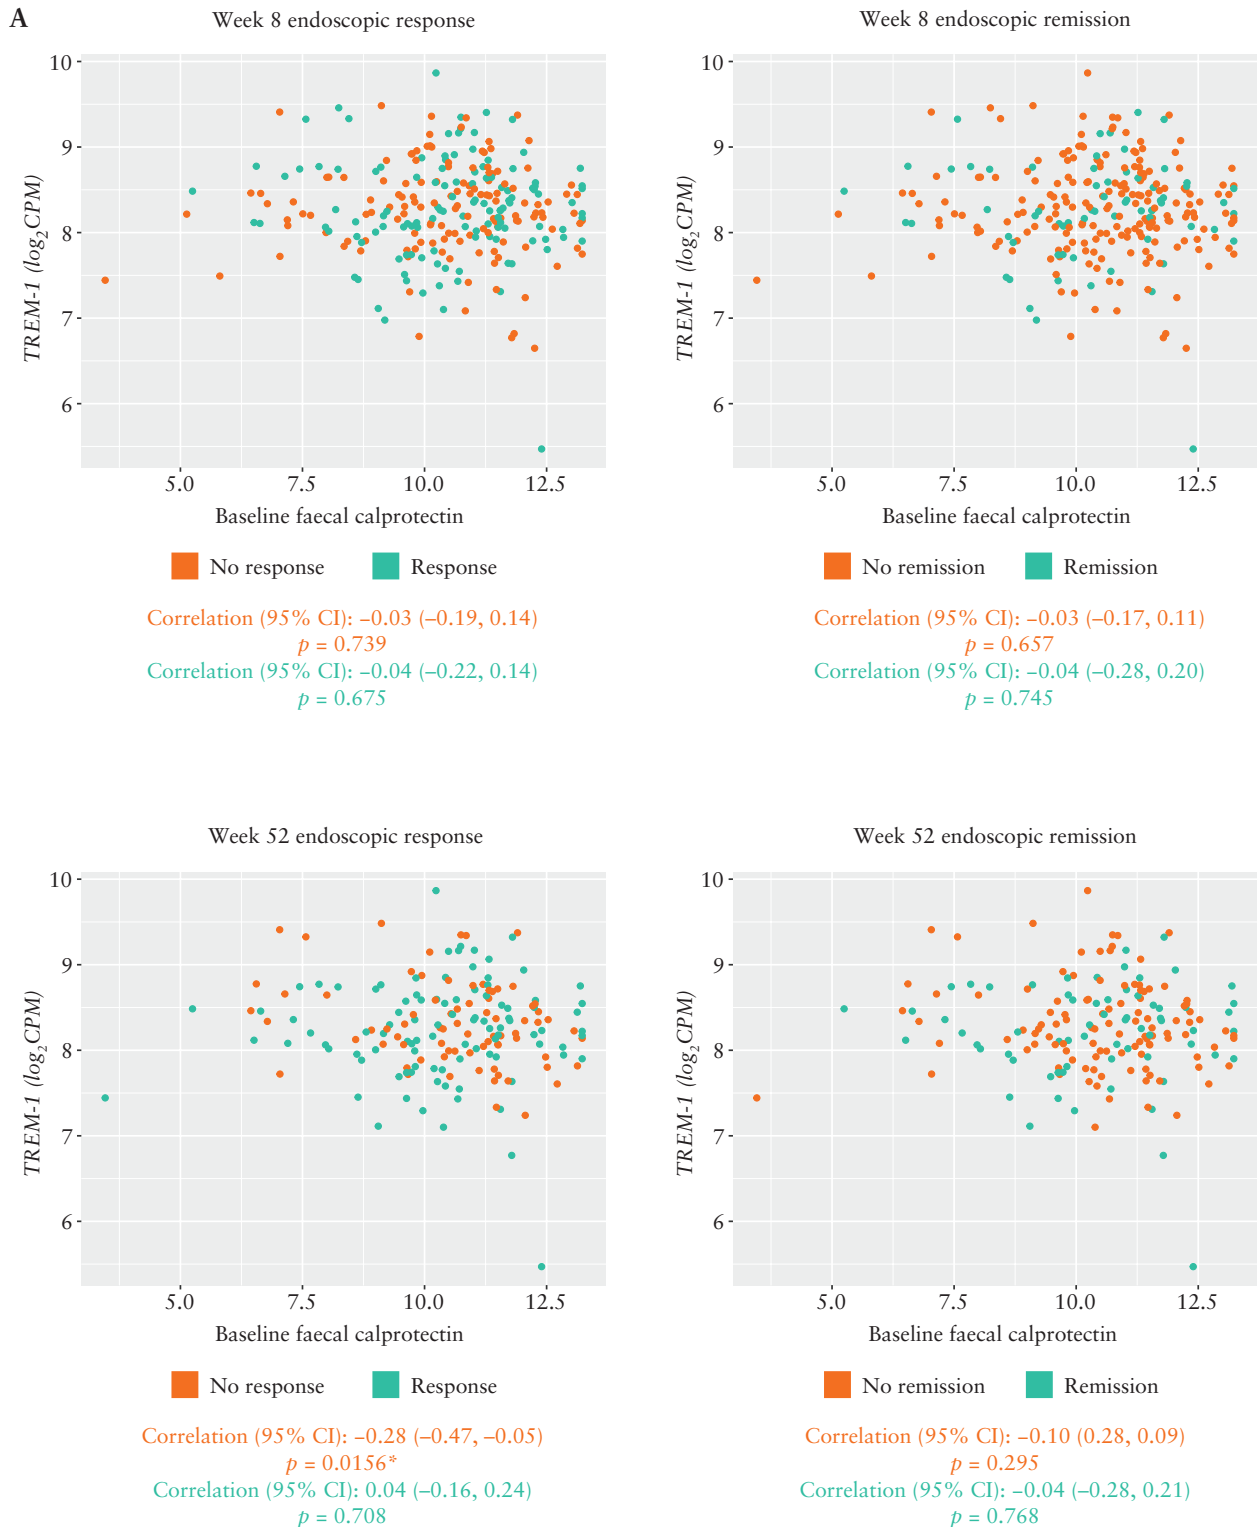 A
Week 8 endoscopic response
10
9
8
7
6
TREM-1 (log₂CPM)
5.0 7.5 10.0 12.5
Baseline faecal calprotectin
No response Response
Correlation (95% CI): –0.03 (–0.19, 0.14)
p = 0.739
Correlation (95% CI): –0.04 (–0.22, 0.14)
p = 0.675
Week 8 endoscopic remission
10
9
8
7
6
TREM-1 (log₂CPM)
5.0 7.5 10.0 12.5
Baseline faecal calprotectin
No remission Remission
Correlation (95% CI): –0.03 (–0.17, 0.11)
p = 0.657
Correlation (95% CI): –0.04 (–0.28, 0.20)
p = 0.745
Week 52 endoscopic response
10
9
8
7
6
TREM-1 (log₂CPM)
5.0 7.5 10.0 12.5
Baseline faecal calprotectin
No response Response
Correlation (95% CI): –0.28 (–0.47, –0.05)
p = 0.0156*
Correlation (95% CI): 0.04 (–0.16, 0.24)
p = 0.708
Week 52 endoscopic remission
10
9
8
7
6
TREM-1 (log₂CPM)
5.0 7.5 10.0 12.5
Baseline faecal calprotectin
No remission Remission
Correlation (95% CI): –0.10 (0.28, 0.09)
p = 0.295
Correlation (95% CI): –0.04 (–0.28, 0.21)
p = 0.768